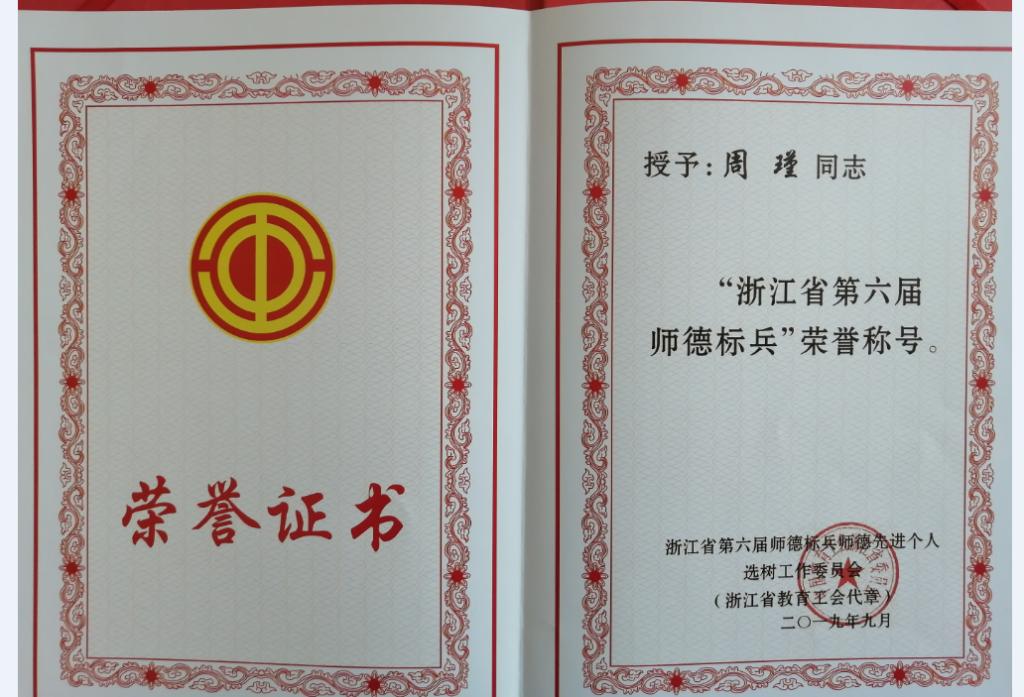 荣誉证书
授予：周 瑾 同志
“浙江省第六届
师德标兵”荣誉称号。
浙江省第六届师德标兵师德先进个人
选树工作委员会
（浙江省教育工会代章）
二〇一九年九月